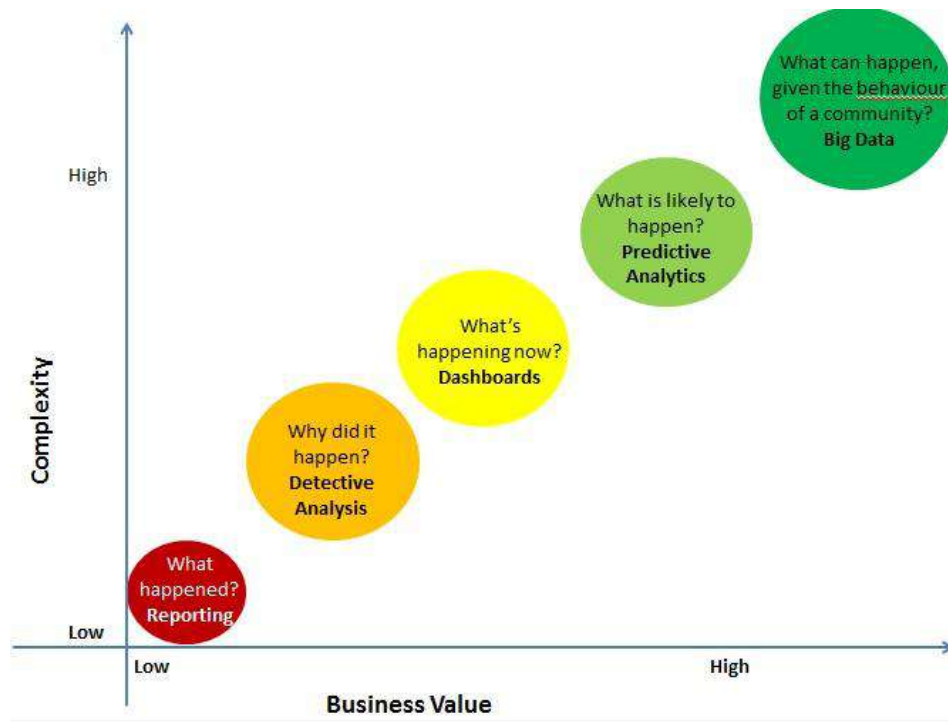 What can happen,
given the behaviour
of a community?
Big Data
High
What is likely to
happen?
Predictive
Analytics
What's
happening now?
Dashboards
Complexity
Why did it
happen?
Detective
Analysis
What
happened?
Reporting
Low
Low
High
Business Value